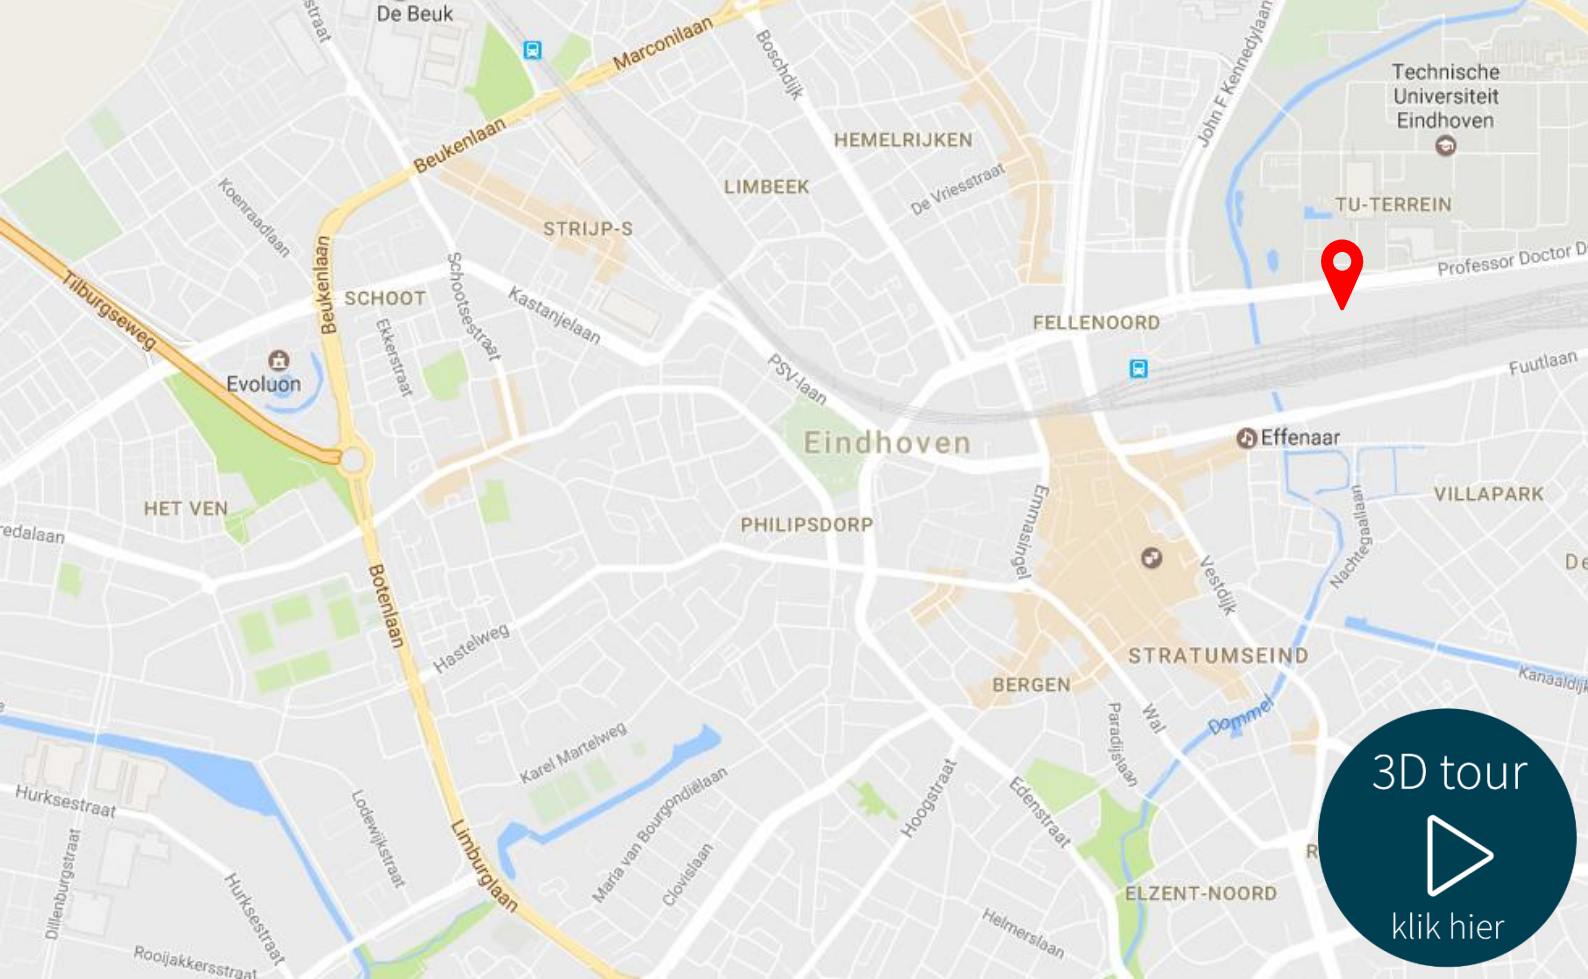 De Beuk
straat
Marconilaan
Boschdijk
John F Kennedylaan
Technische
Universiteit
Eindhoven
Beukenlaan
HEMELRIJKEN
LIMBEEK
De Vriesstraat
TU-TERREIN
Koenraadlaan
STRIJP-S
Beukenlaan
Schootsestraat
Professor Doctor D
Tilburgseweg
SCHOOT
Kastanjelaan
FELLENOORD
Ekkerstraat
Evoluon
PSV-laan
Fuutlaan
Eindhoven
Effenaar
HET VEN
redalaan
PHILIPSDORP
Emmasingel
VILLAPARK
Nachtegaallaan
De
Vestdijk
Botenlaan
Hastelweg
STRATUMSEIND
BERGEN
Kanaaldijk
Dommel
Wal
Paradijslaan
Karel Martelweg
Hurksestraat
Lodewijkstraat
Maria van Bourgondiëlaan
Hoogstraat
Edenstraat
3D tour
Limburglaan
Clovislaan
R
Dillenburgstraat
Hurksestraat
ELZENT-NOORD
Helmerslaan
klik hier
Rooijakkersstraat